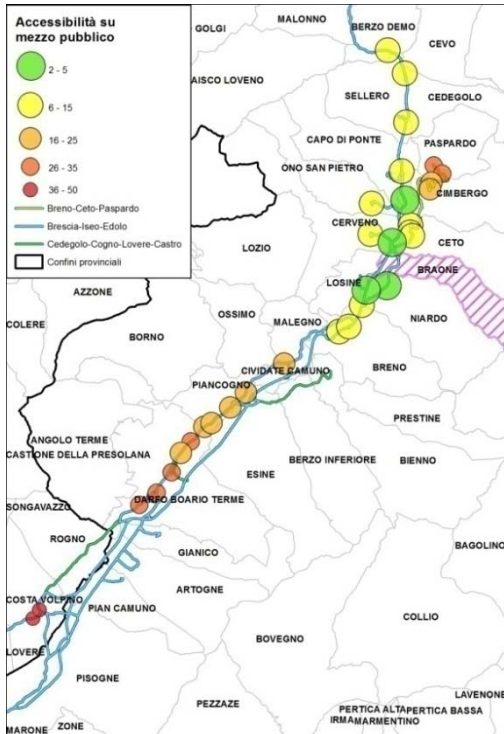 Accessibilità su
mezzo pubblico
2 - 5
6 - 15
16 - 25
26 - 35
36 - 50
Breno-Ceto-Paspardo
Brescia-Iseo-Edolo
Cedegolo-Cogno-Lovere-Castro
Confini provinciali
GOLGI
MALONNO
BERZO DEMO
CEVO
AISCO LOVENO
SELLERO
CEDEGOLO
CAPO DI PONTE
PASPARDO
ONO SAN PIETRO
CIMBERGO
CERVENO
LOZIO
CETO
BRAONE
LOSINE
AZZONE
OSSIMO
NIARDO
COLERE
BORNO
MALEGNO
CIVIDATE CAMUNO
BRENO
PIANCOGNO
PRESTINE
ANGOLO TERME
CASTIONE DELLA PRESOLANA
BERZO INFERIORE
BIENNO
ESINE
SONGAVAZZO
DARFO BOARIO TERME
ROGNO
BAGOLINO
GIANICO
ARTOGNE
COSTA VOLPINO
PIAN CAMUNO
COLLIO
BOVEGNO
LOVERE
PISOGNE
LAVENONE
PEZZAZE
PERTICA ALTA
PERTICA BASSA
MARONE
ZONE
IRMA
MARMENTINO